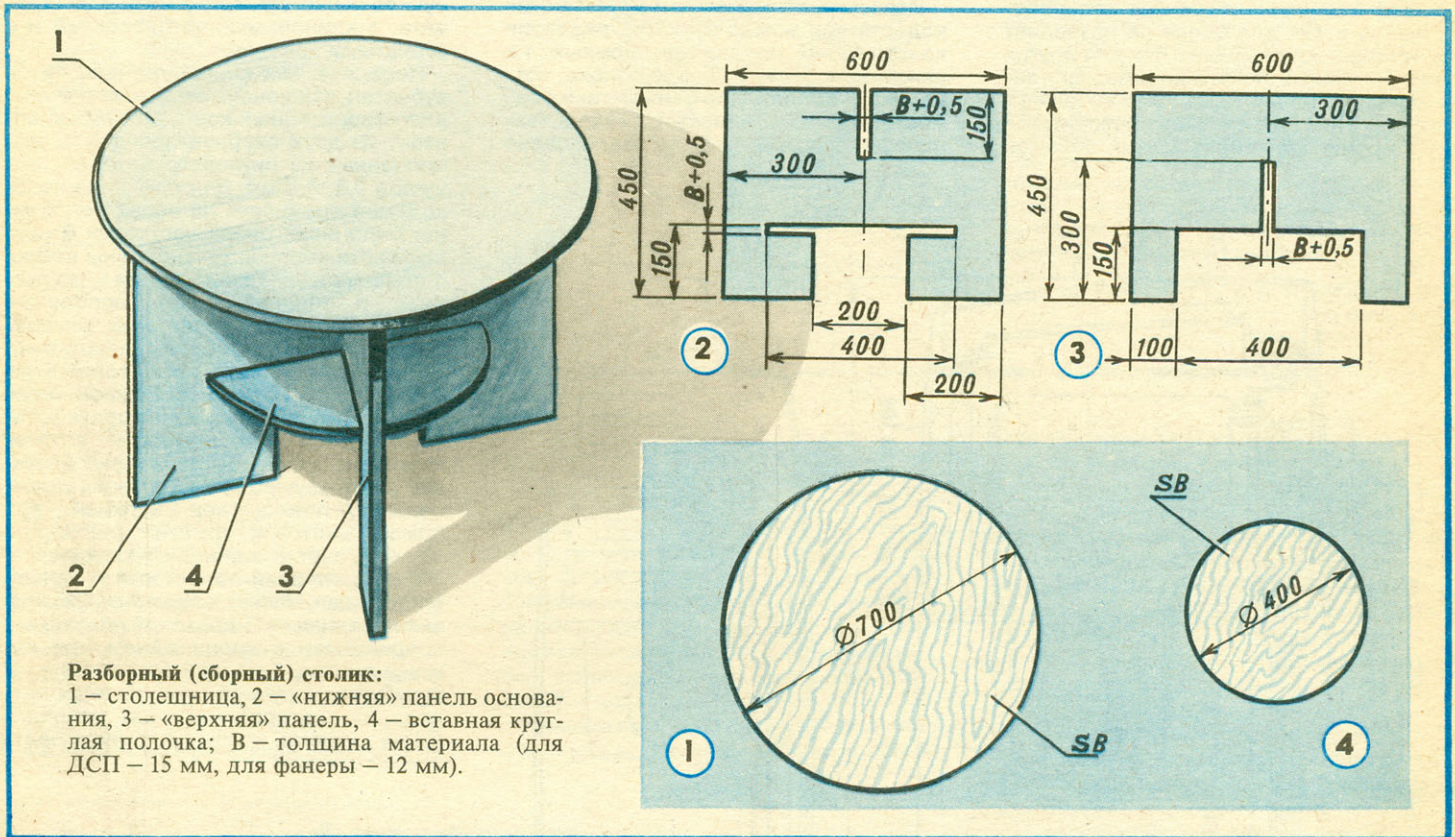 1
2
4
3
600
450
B+0,5
150
300
B+0,5
150
200
400
200
2
600
300
450
300
150
B+0,5
100
400
3
Ø700
SB
1
SB
Ø400
4
Разборный (сборный) столик:
1 — столешница, 2 — «нижняя» панель основа-
ния, 3 — «верхняя» панель, 4 — вставная круг-
лая полочка; В — толщина материала (для
ДСП — 15 мм, для фанеры — 12 мм).